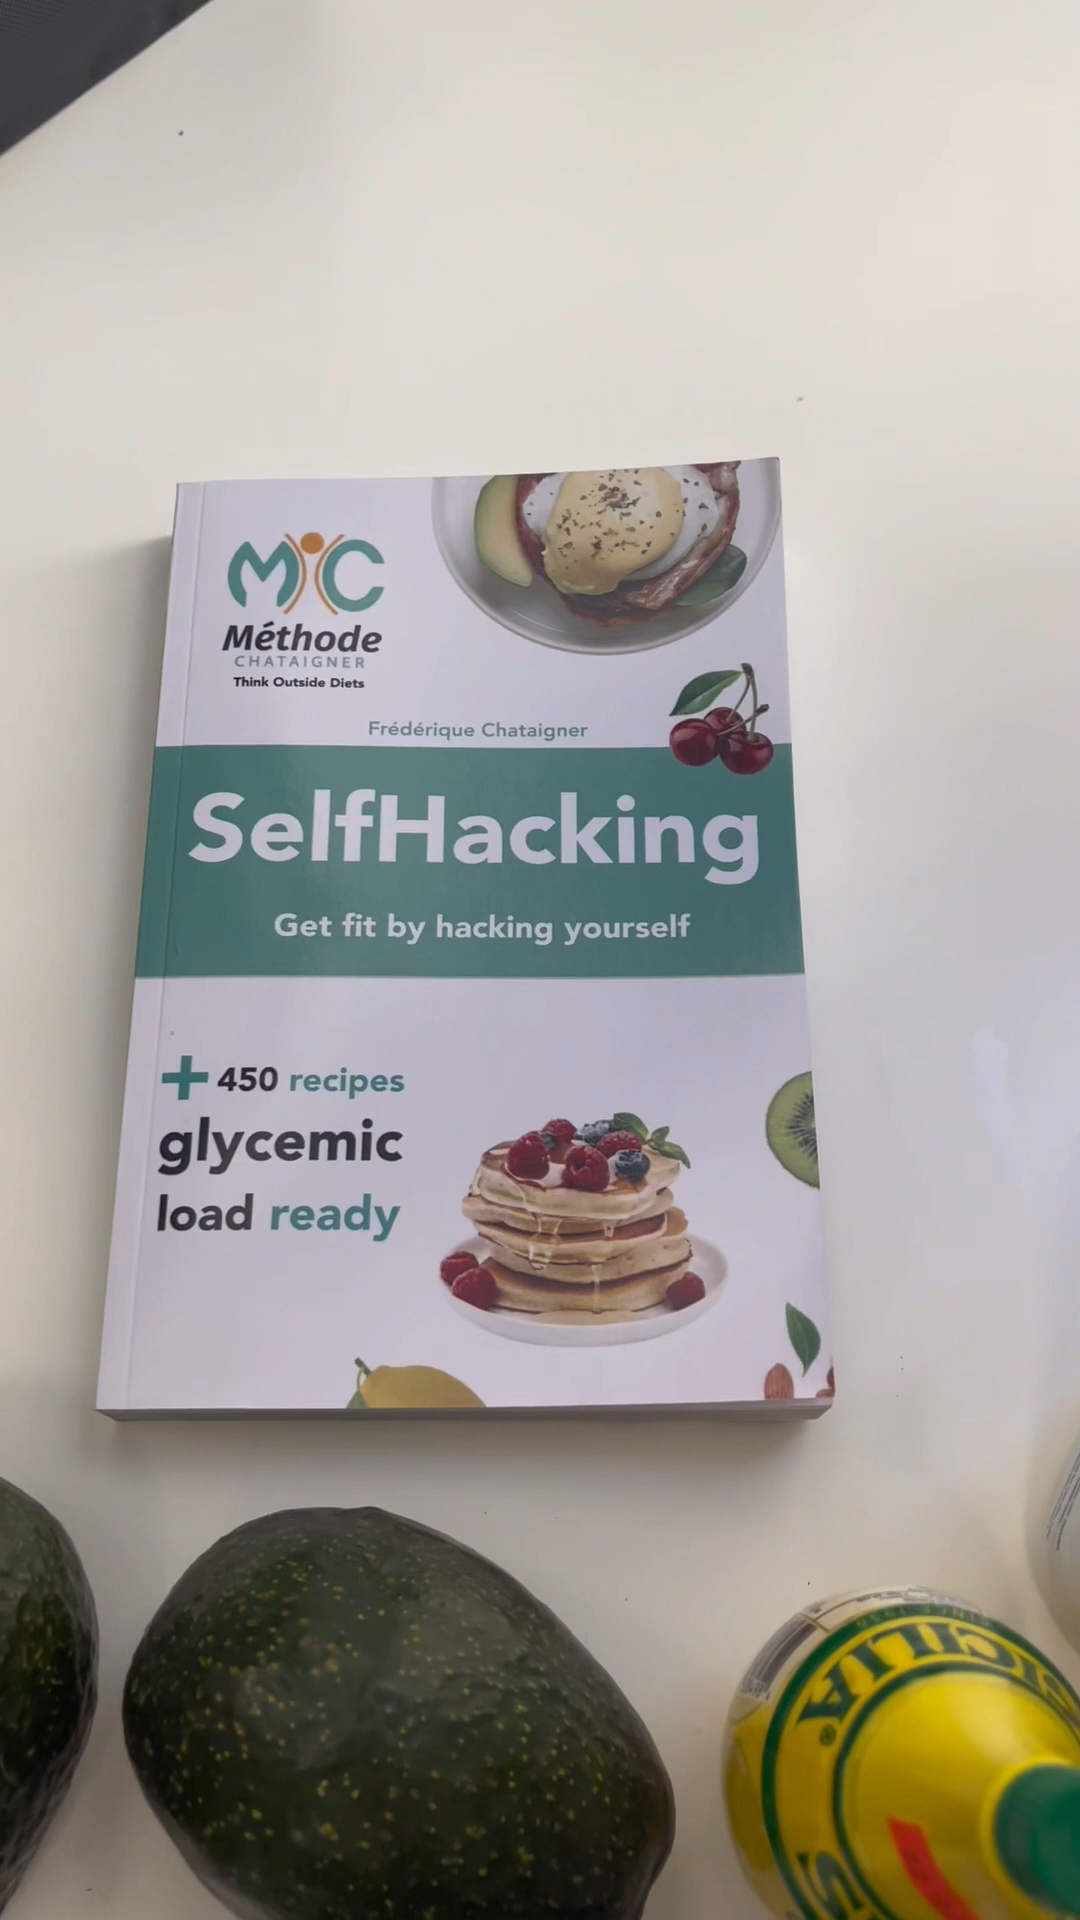 MC
Méthode
CHATAIGNER
Think Outside Diets
Frédérique Chataigner
SelfHacking
Get fit by hacking yourself
+ 450 recipes
glycemic
load ready
SICILIA®